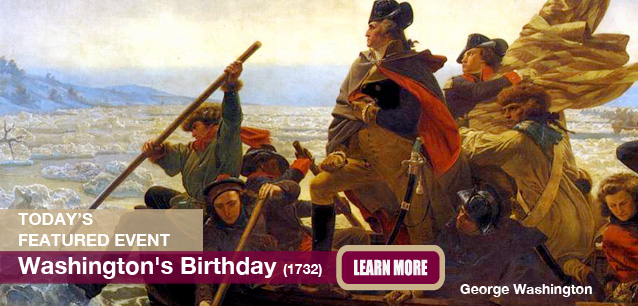 TODAY'S
FEATURED EVENT
Washington's Birthday (1732)
LEARN MORE
George Washington